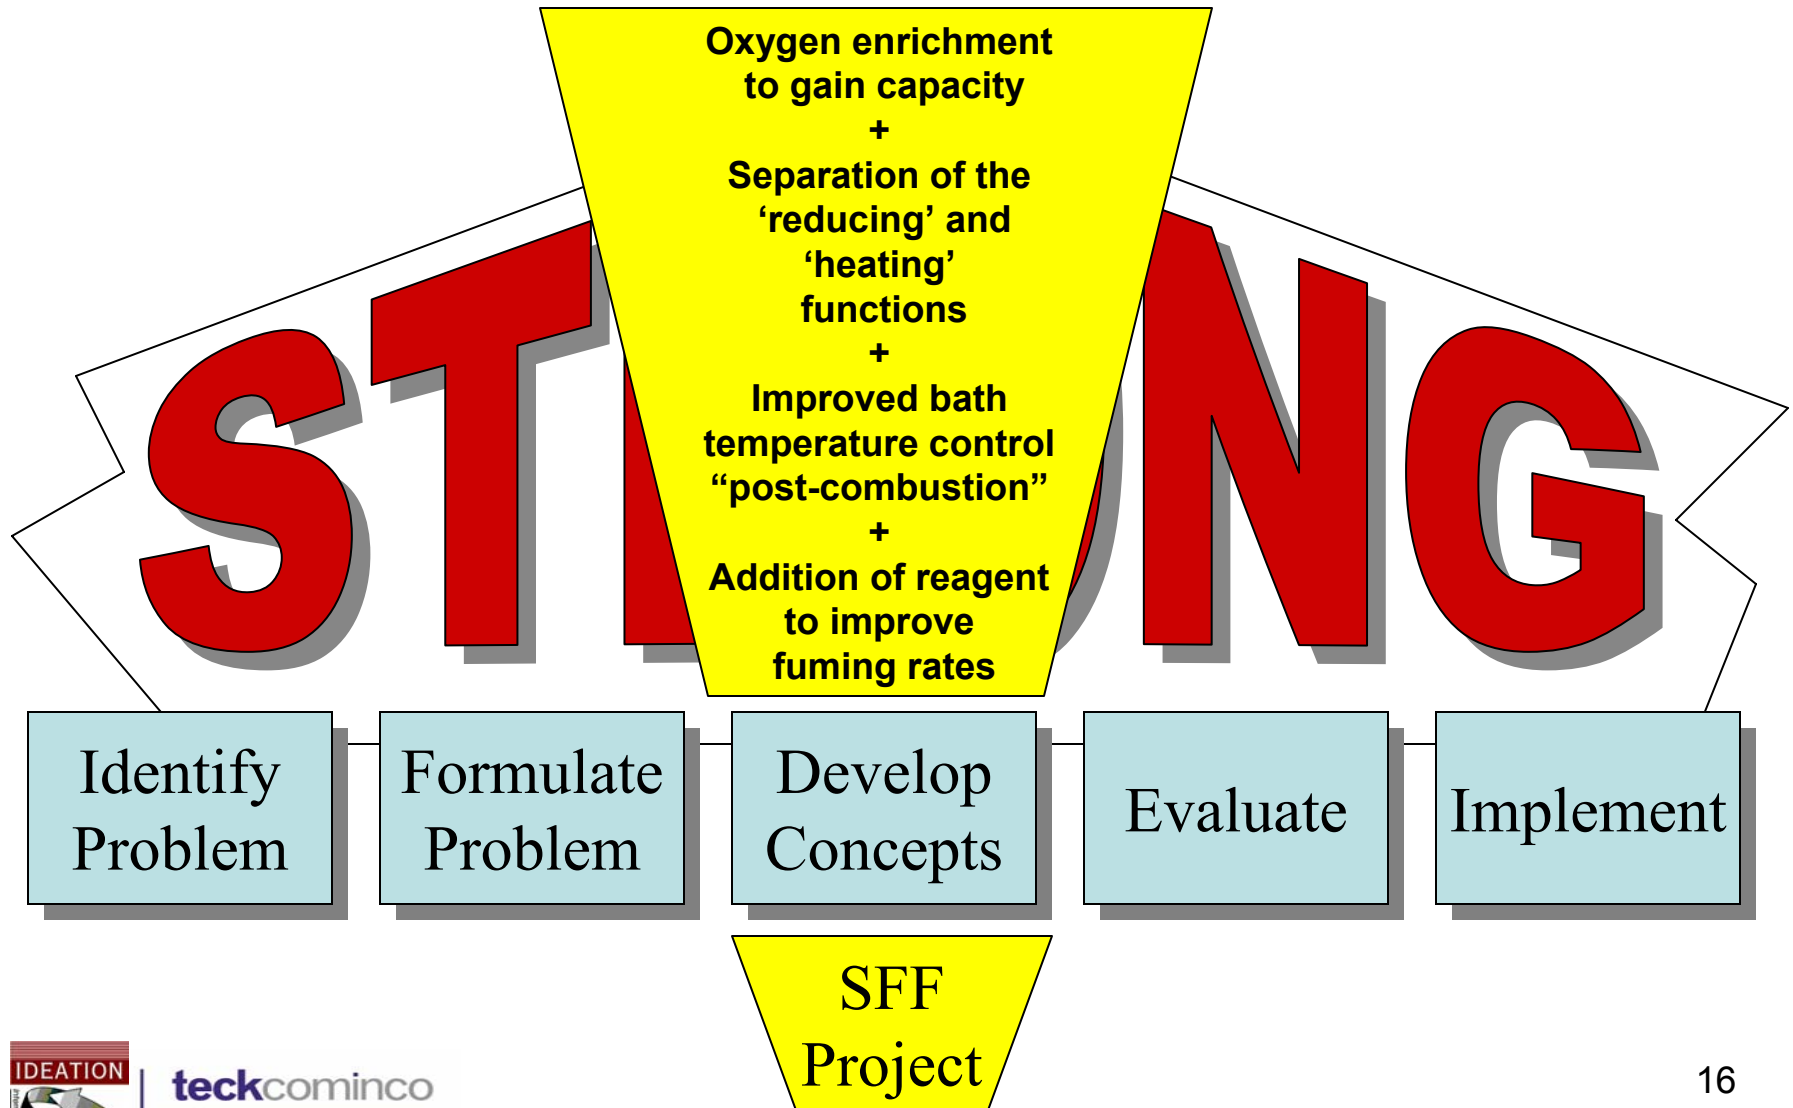 Oxygen enrichment
to gain capacity
+
Separation of the
‘reducing’ and
‘heating’
functions
+
Improved bath
temperature control
“post-combustion”
+
Addition of reagent
to improve
fuming rates
STRONG
Identify
Problem
Formulate
Problem
Develop
Concepts
Evaluate
Implement
SFF
Project
IDEATION
teckcominco
16